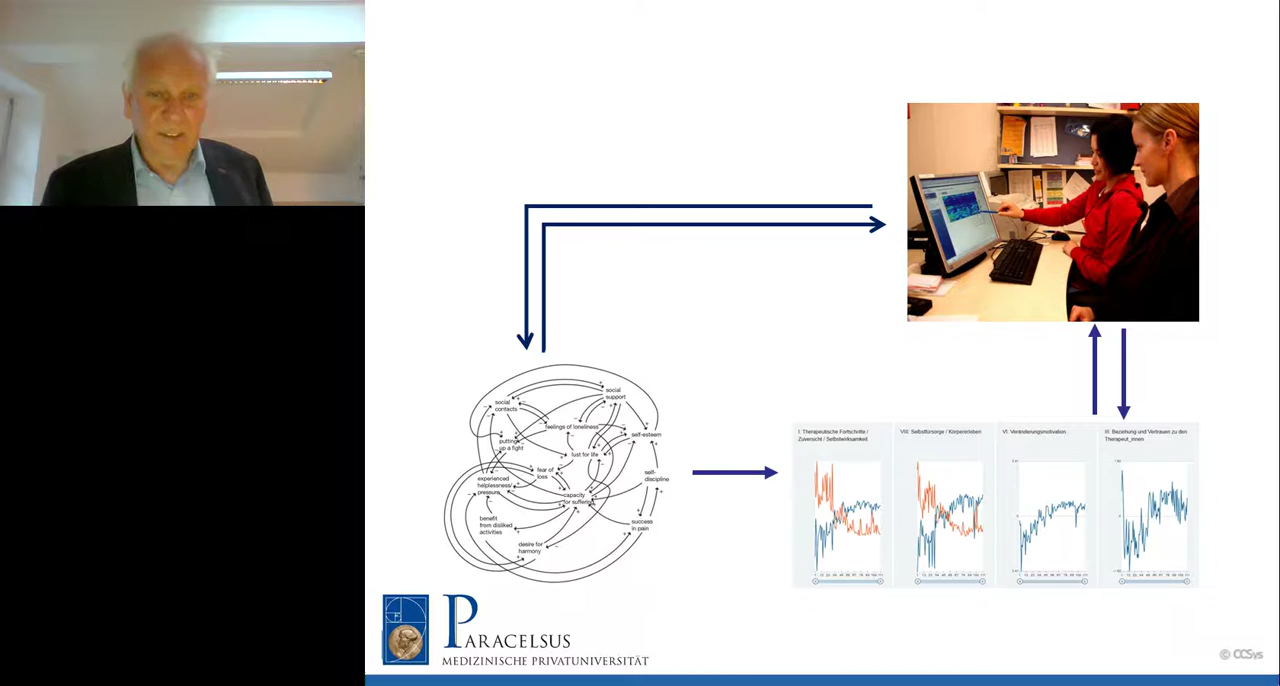 social
support
social
contacts
feelings of loneliness
self-esteem
putting
up a fight
lust for life
fear of
loss
self-
discipline
experienced
helplessness/
pressure
capacity
for suffering
benefit
from disliked
activities
success
in pain
desire for
harmony
I: Therapeutische Fortschritte /
Zuversicht / Selbstwirksamkeit
VIII: Selbstfürsorge / Körpererleben
VI: Veränderungsmotivation
III: Beziehung und Vertrauen zu den
Therapeut_innen
PARACELSUS
MEDIZINISCHE PRIVATUNIVERSITÄT
© CCSys